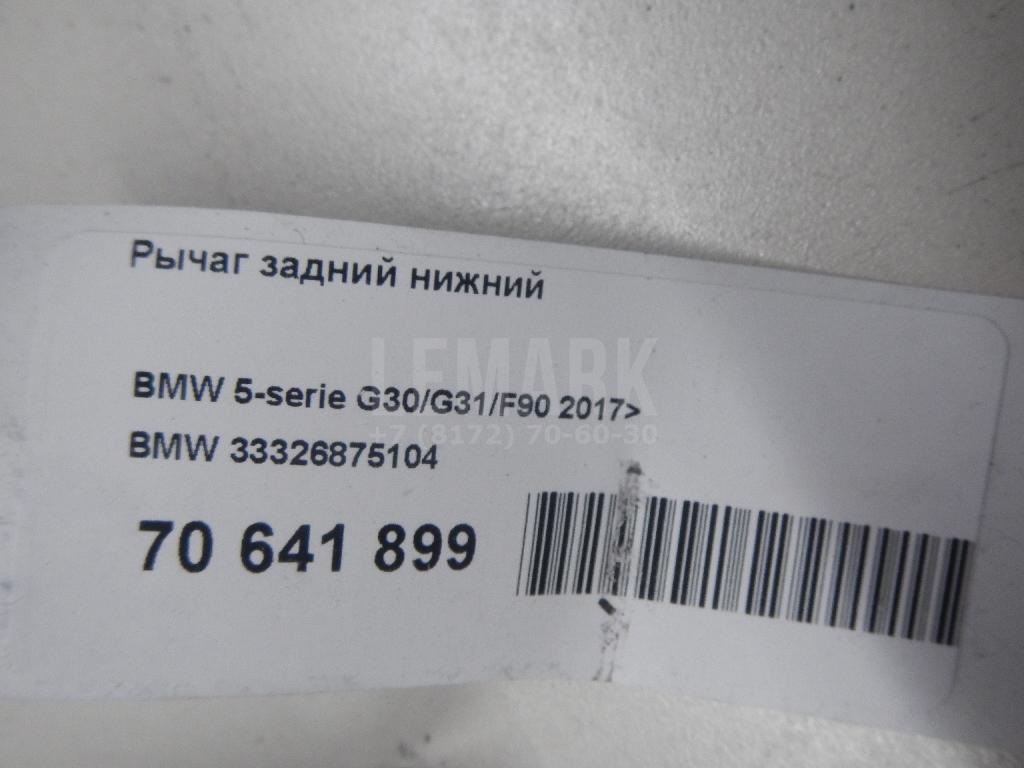 Рычаг задний нижний
LEMARK
BMW 5-serie G30/G31/F90 2017>
+7 (8172) 70-60-30
BMW 33326875104
70 641 899